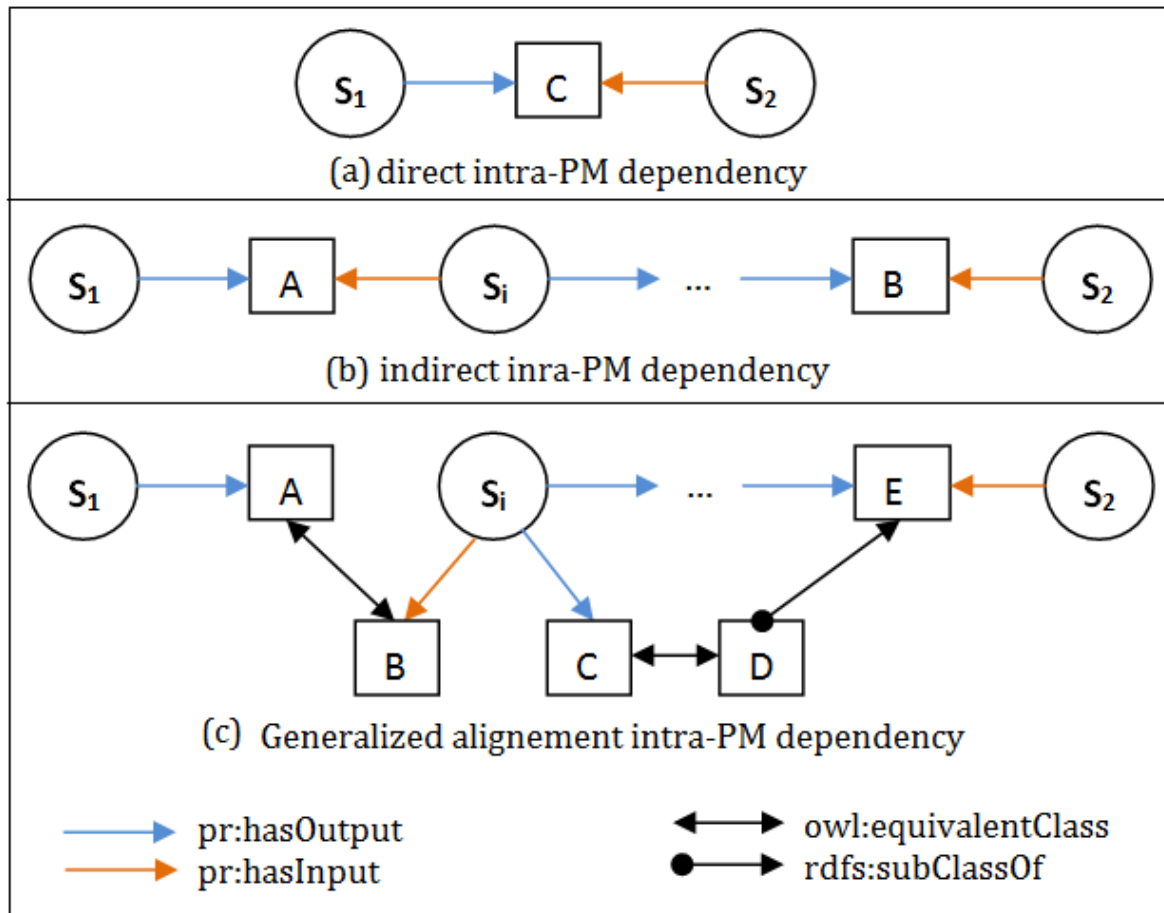 S₁ C S₂
(a) direct intra-PM dependency
S₁ A Sᵢ ... B S₂
(b) indirect inra-PM dependency
S₁ A Sᵢ ... E S₂
B C D
(c) Generalized alignement intra-PM dependency
pr:hasOutput owl:equivalentClass
pr:hasInput rdfs:subClassOf